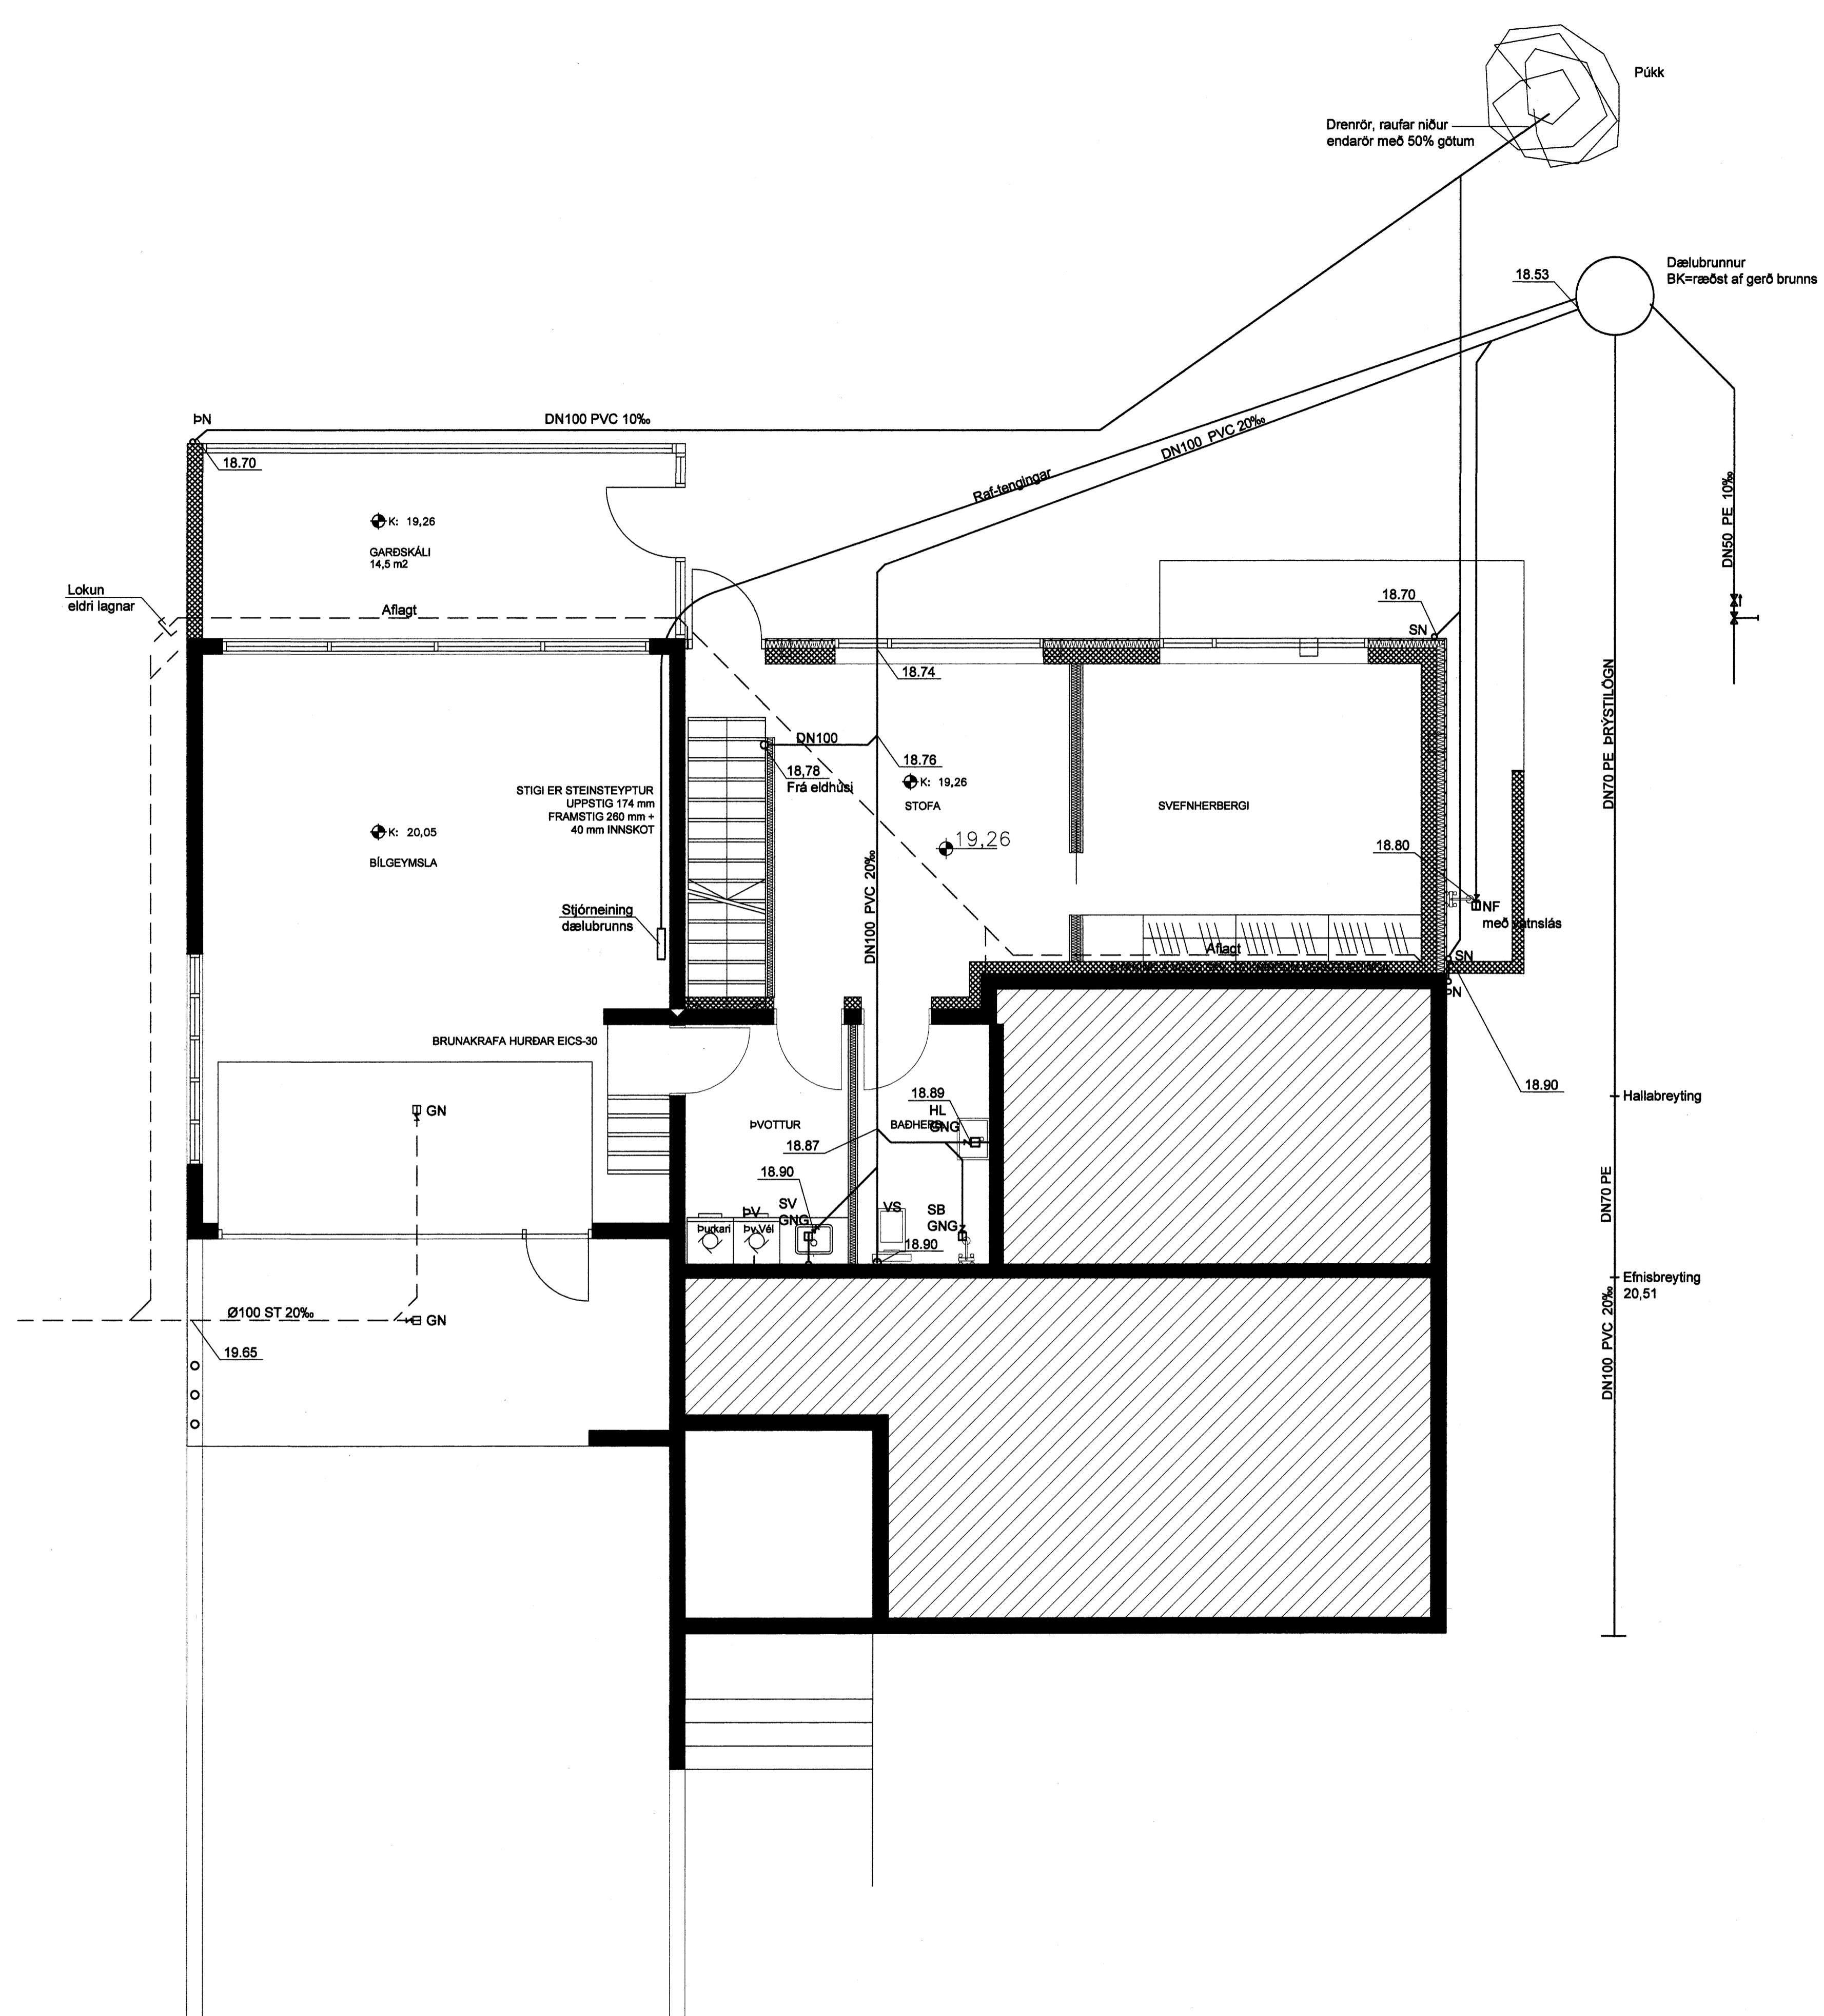 Púkk
Drenrör, raufar niður
endarör með 50% götum
Dælubrunnur
BK=ræðst af gerð brunns
18.53
ÞN
DN100 PVC 10‰
18.70
DN100 PVC 20‰
Raf-tengingar
DN50 PE 10‰
K: 19,26
GARÐSKÁLI
14,5 m2
Lokun
eldri lagnar
Aflagt
18.70
SN
18.74
DN70 PE ÞRÝSTILÖGN
DN100
18.76
18,78
Frá eldhúsi
K: 19,26
STOFA
SVEFNHERBERGI
STIGI ER STEINSTEYPTUR
UPPSTIG 174 mm
FRAMSTIG 260 mm +
40 mm INNSKOT
K: 20,05
BÍLGEYMSLA
19,26
18.80
DN100 PVC 20‰
NF
með vatnslás
Stjórneining
dælubrunns
Aflagt
SN
ÞN
BRUNAKRAFA HURÐAR EICS-30
18.90
Hallabreyting
GN
18.89
HL
GNG
ÞVOTTUR
BAÐHERB
18.87
18.90
DN70 PE
ÞV
SV
GNG
VS
SB
GNG
Þurkari
Þv.Vél
18.90
Efnisbreyting
20,51
Ø100 ST 20‰
GN
19.65
DN100 PVC 20‰